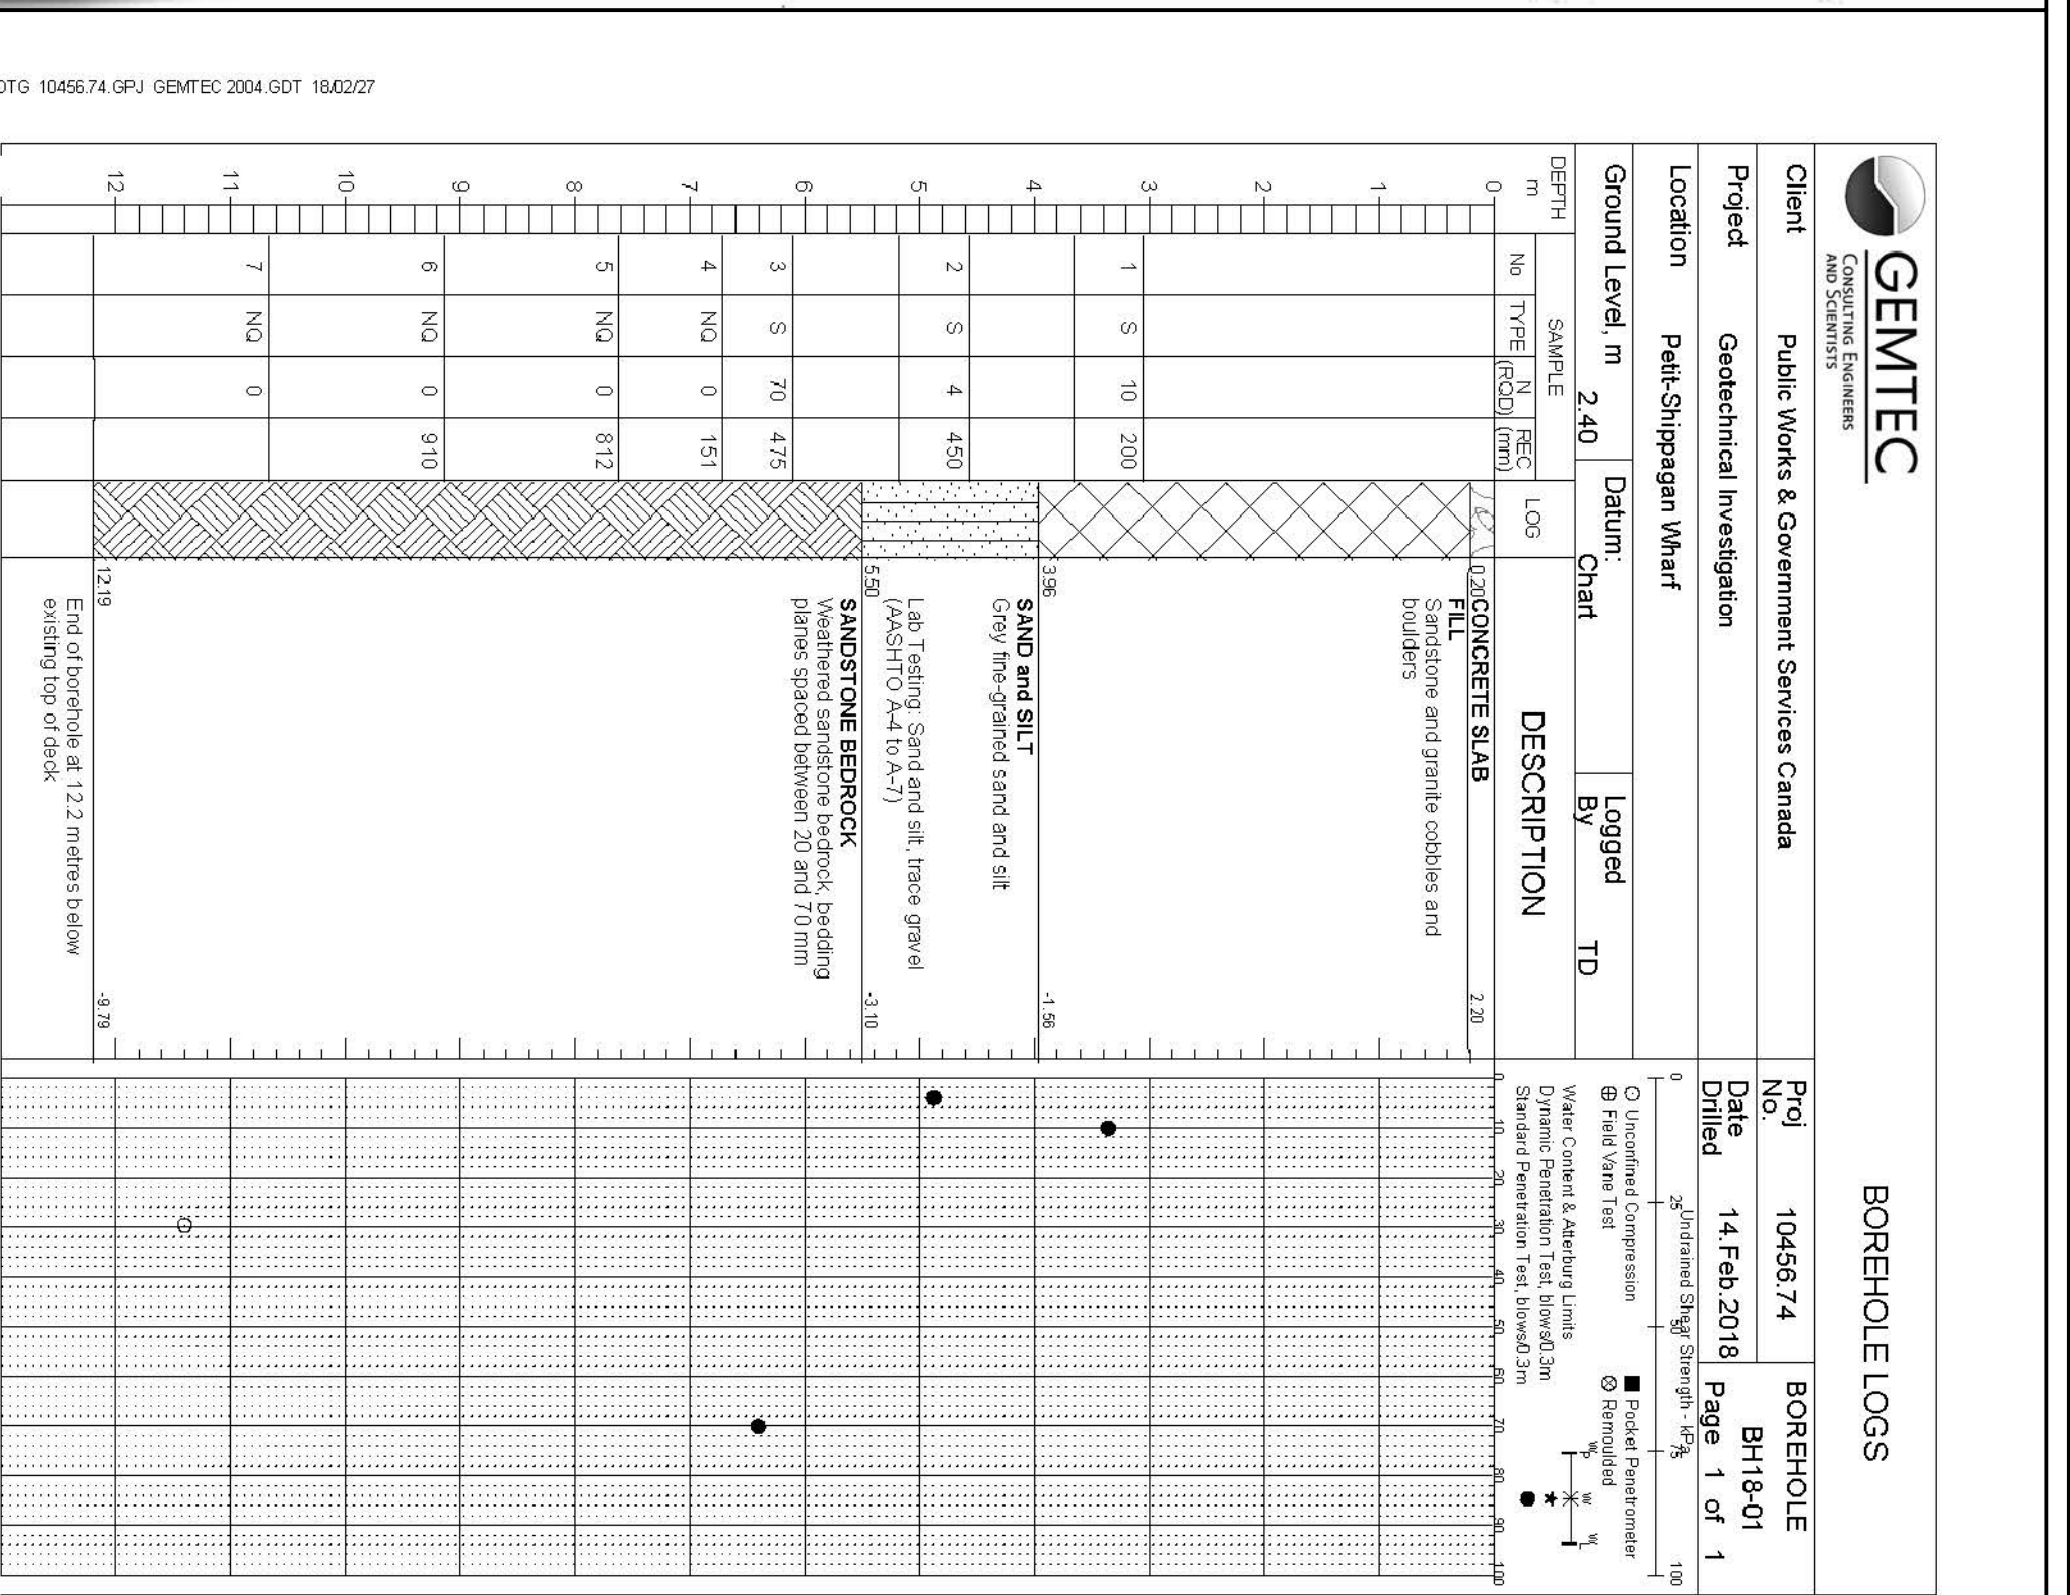 GEMTEC
CONSULTING ENGINEERS
AND SCIENTISTS
BOREHOLE LOGS
Client Public Works & Government Services Canada
Proj No. 10456.74
BOREHOLE
BH18-01
Project Geotechnical Investigation
Date Drilled 14.Feb.2018
Page 1 of 1
Location Petit-Shippagan Wharf
Ground Level, m 2.40
Datum: Chart
Logged By TD
Undrained Shear Strength - kPa
0 25 50 75 100
Unconfined Compression
Pocket Penetrometer
Field Vane Test
Remoulded
Water Content & Atterburg Limits
WP W WL
Dynamic Penetration Test, blows/0.3m
Standard Penetration Test, blows/0.3m
DEPTH m
SAMPLE
No TYPE N (RQD) REC (mm)
LOG
DESCRIPTION
0 10 20 30 40 50 60 70 80 90 100
0
0.20 CONCRETE SLAB 2.20
FILL
Sandstone and granite cobbles and
boulders
1
2
3
1 S 10 200
3.96 -1.56
4
SAND and SILT
Grey fine-grained sand and silt
2 S 4 450
5
Lab Testing: Sand and silt, trace gravel
(AASHTO A-4 to A-7)
5.50 -3.10
SANDSTONE BEDROCK
Weathered sandstone bedrock, bedding
planes spaced between 20 and 70 mm
6
3 S 70 475
4 NQ 0 151
7
5 NQ 0 812
8
9
6 NQ 0 910
10
7 NQ 0
11
12
12.19 -9.79
End of borehole at 12.2 metres below
existing top of deck
10456.74.GPJ GEMTEC 2004.GDT 18/02/27